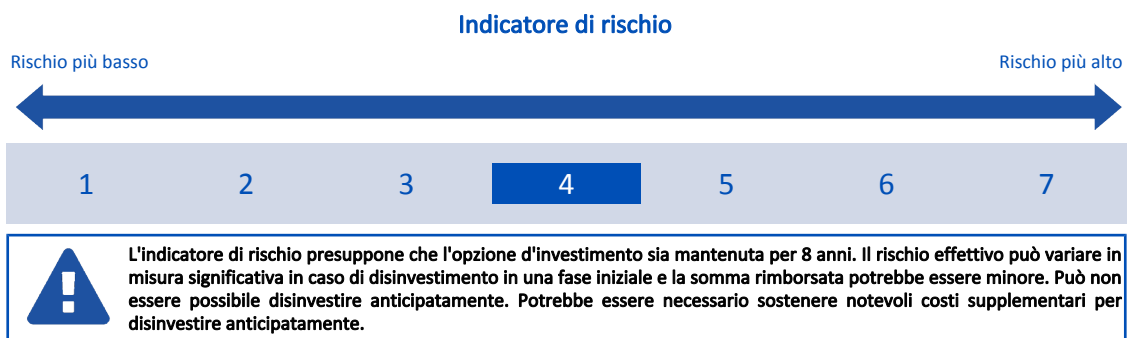 Indicatore di rischio
Rischio più basso
Rischio più alto
1 2 3 4 5 6 7
L'indicatore di rischio presuppone che l'opzione d'investimento sia mantenuta per 8 anni. Il rischio effettivo può variare in
misura significativa in caso di disinvestimento in una fase iniziale e la somma rimborsata potrebbe essere minore. Può non
essere possibile disinvestire anticipatamente. Potrebbe essere necessario sostenere notevoli costi supplementari per
disinvestire anticipatamente.